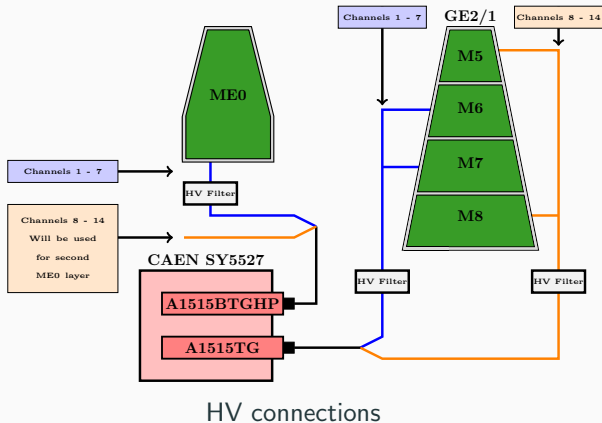 Channels 1 - 7
GE2/1
Channels 8 - 14
M5
ME0
M6
M7
M8
Channels 1 - 7
HV Filter
Channels 8 - 14
Will be used
for second
ME0 layer
CAEN SY5527
HV Filter
HV Filter
A1515BTGHP
A1515TG
HV connections